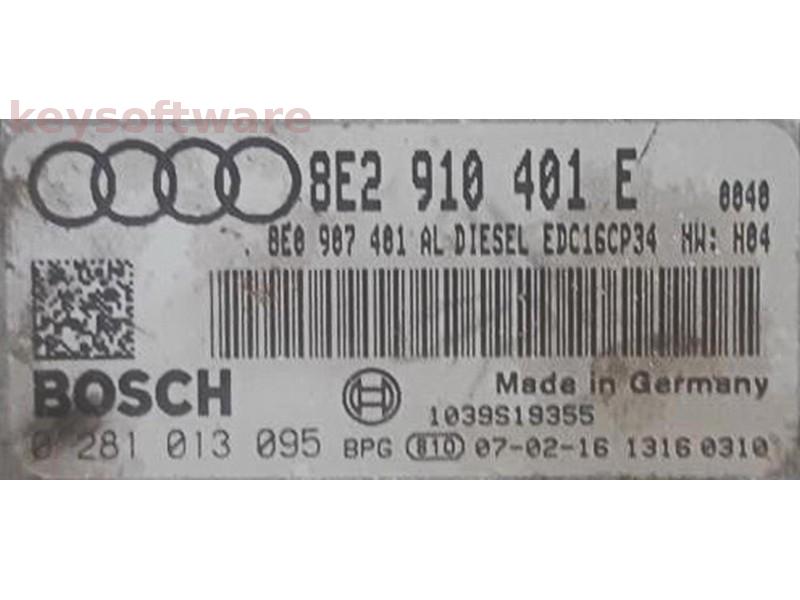 keysoftware
8E2 910 401 E 0040
8E0 907 401 AL DIESEL EDC16CP34 HW: H04
BOSCH
Made in Germany
1039S19355
0 281 013 095 BPG 810 07-02-16 1316 0310